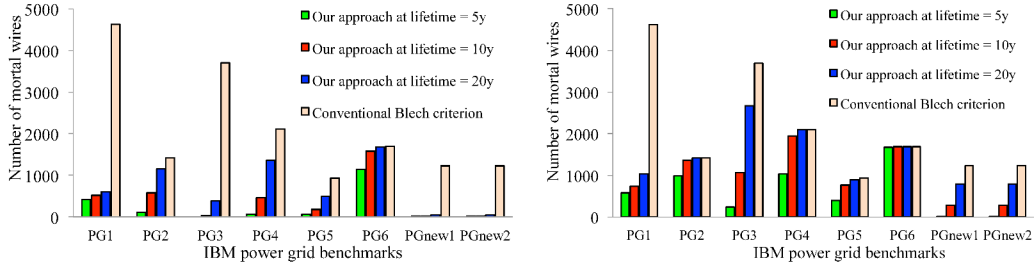 Number of mortal wires
5000
4000
3000
2000
1000
0
Our approach at lifetime = 5y
Our approach at lifetime = 10y
Our approach at lifetime = 20y
Conventional Blech criterion
PG1 PG2 PG3 PG4 PG5 PG6 PGnew1 PGnew2
IBM power grid benchmarks
Number of mortal wires
5000
4000
3000
2000
1000
0
Our approach at lifetime = 5y
Our approach at lifetime = 10y
Our approach at lifetime = 20y
Conventional Blech criterion
PG1 PG2 PG3 PG4 PG5 PG6 PGnew1 PGnew2
IBM power grid benchmarks